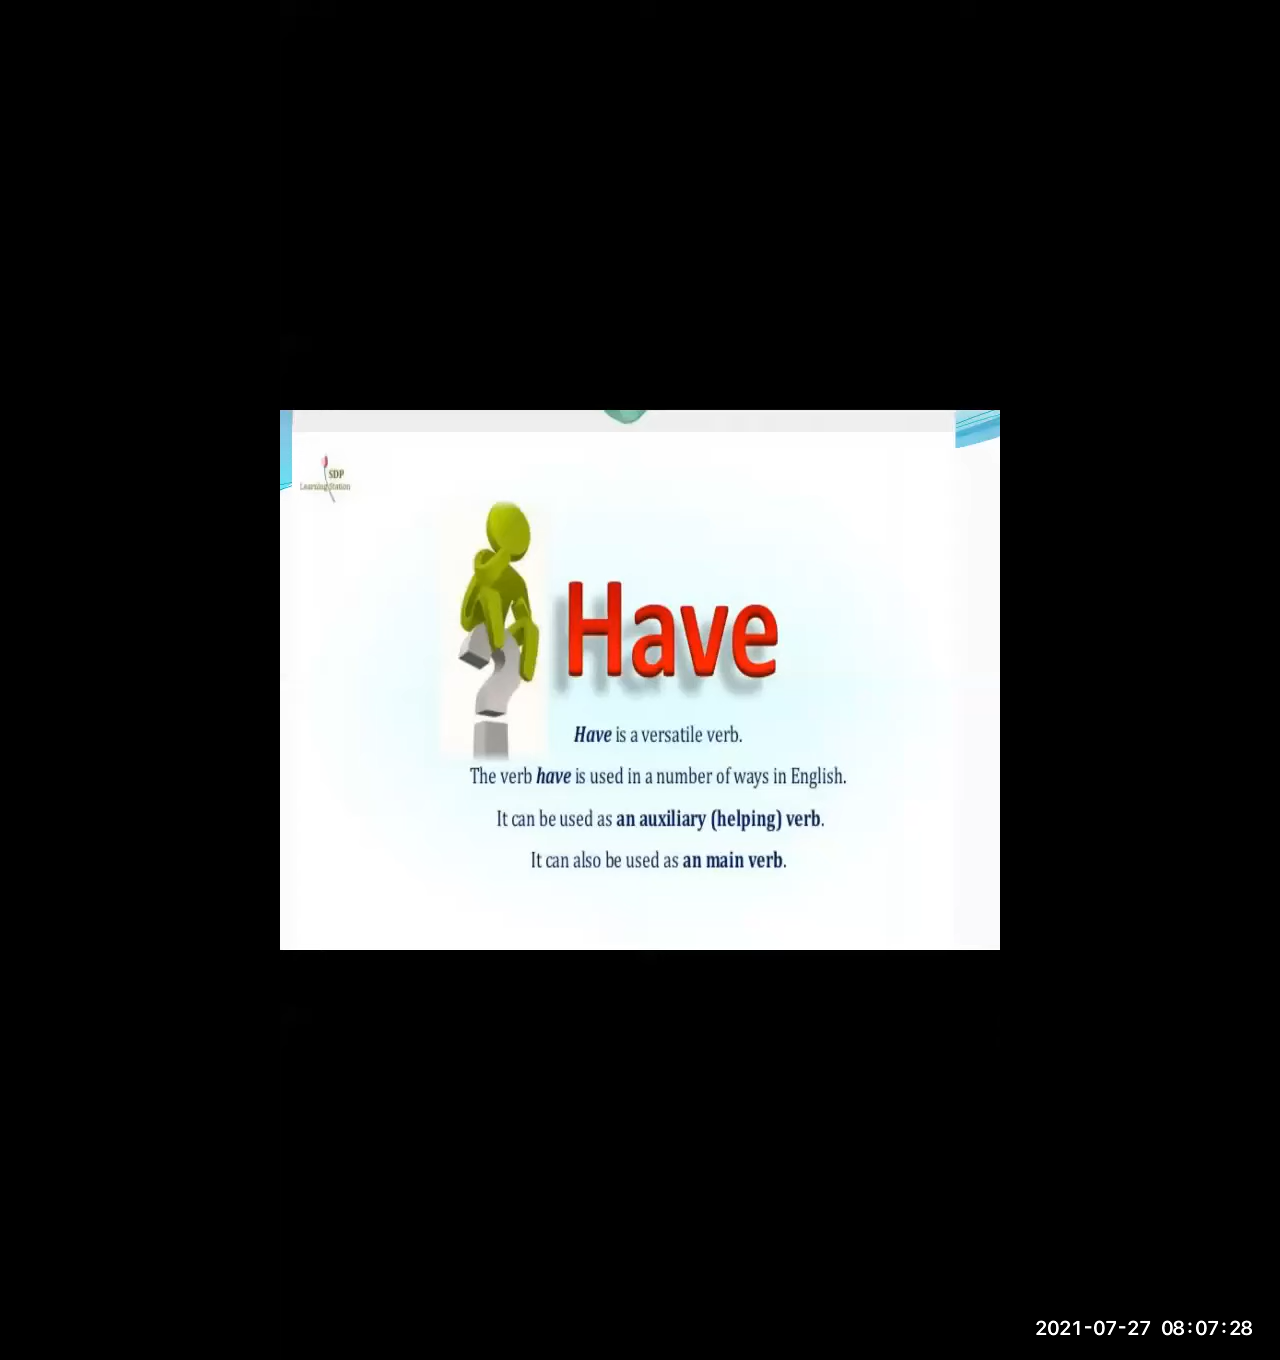 SDP
Learning Station
Have
Have is a versatile verb.
The verb have is used in a number of ways in English.
It can be used as an auxiliary (helping) verb.
It can also be used as an main verb.
2021-07-27 08:07:28